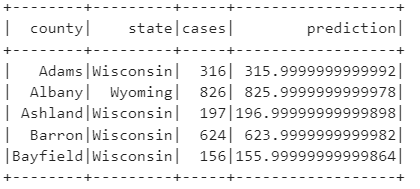 +--------+---------+-----+------------------+
|  county|    state|cases|        prediction|
+--------+---------+-----+------------------+
|   Adams|Wisconsin|  316| 315.9999999999992|
|  Albany|  Wyoming|  826| 825.9999999999978|
| Ashland|Wisconsin|  197|196.99999999999898|
|  Barron|Wisconsin|  624| 623.9999999999982|
|Bayfield|Wisconsin|  156|155.99999999999864|
+--------+---------+-----+------------------+